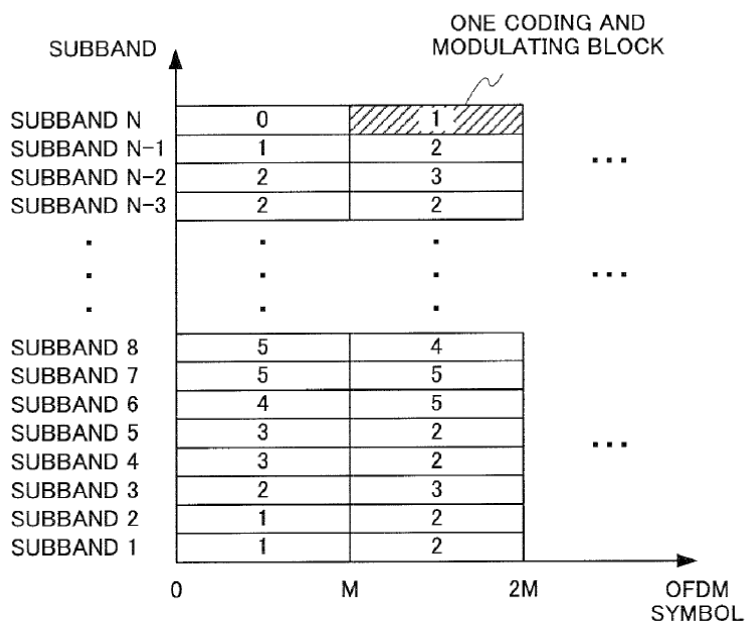 ONE CODING AND
MODULATING BLOCK
SUBBAND
SUBBAND N 0 1
SUBBAND N-1 1 2 ...
SUBBAND N-2 2 3
SUBBAND N-3 2 2
. . .
. . . ...
. . .
SUBBAND 8 5 4
SUBBAND 7 5 5
SUBBAND 6 4 5
SUBBAND 5 3 2 ...
SUBBAND 4 3 2
SUBBAND 3 2 3
SUBBAND 2 1 2
SUBBAND 1 1 2
0 M 2M OFDM
SYMBOL